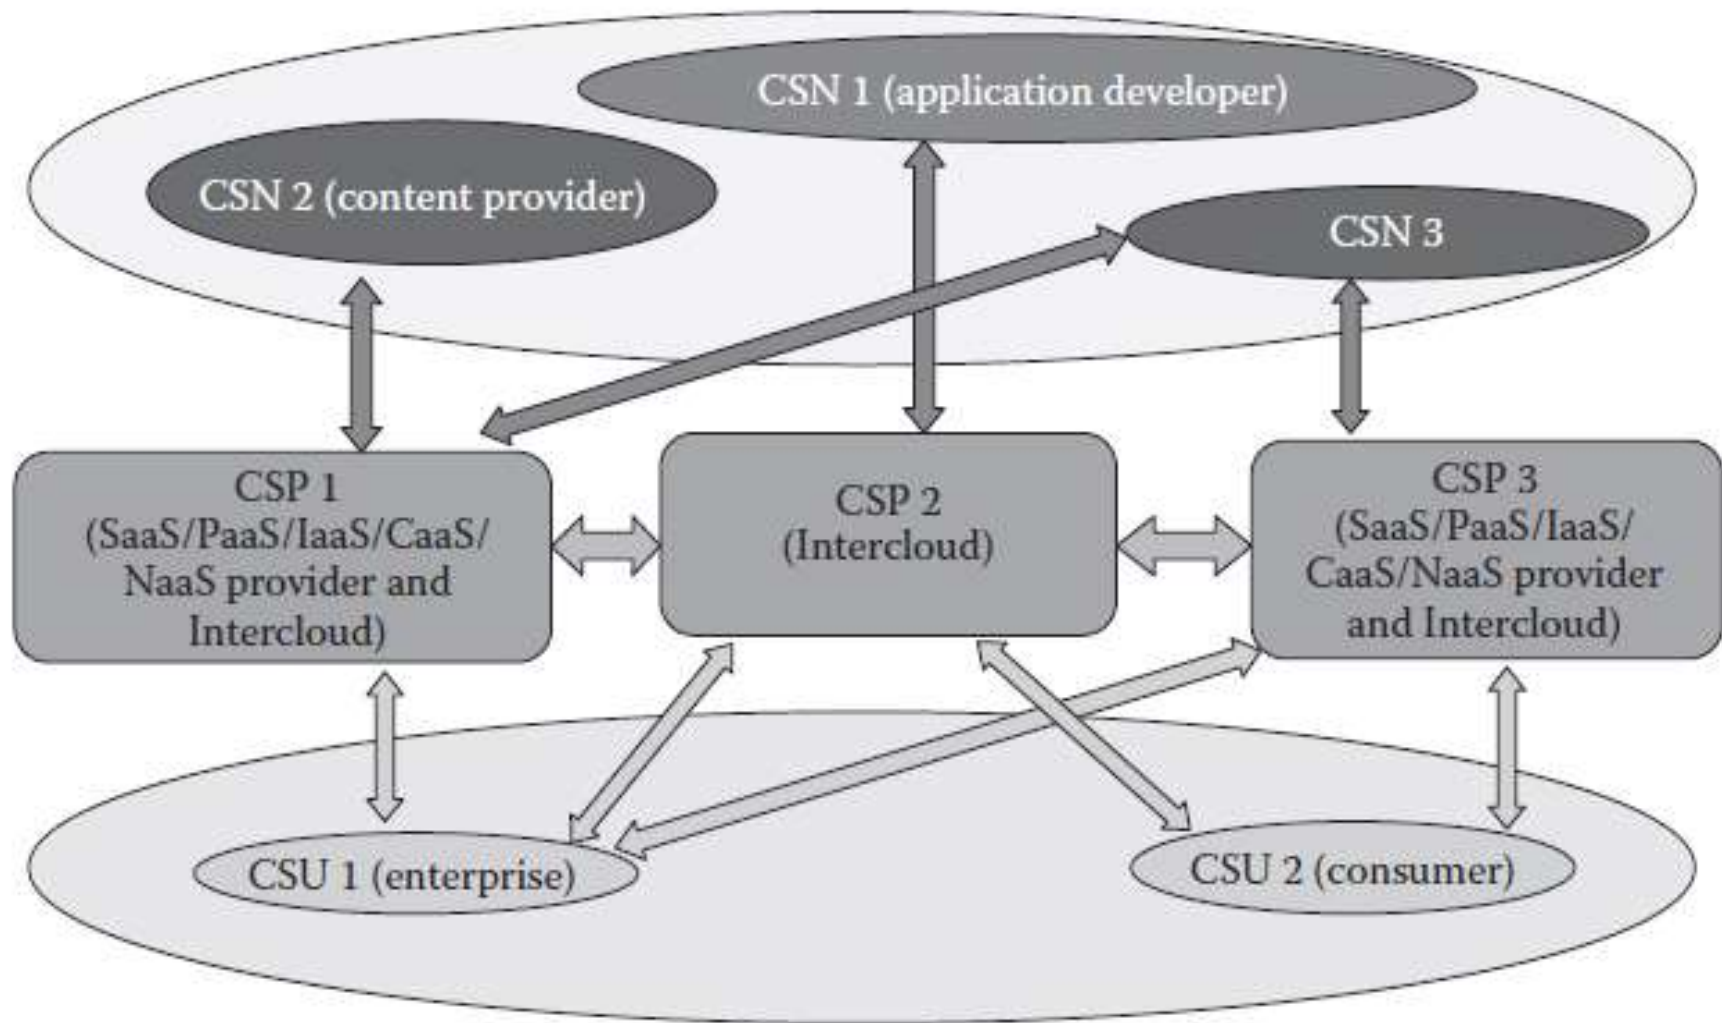 CSN 1 (application developer)
CSN 2 (content provider)
CSN 3
CSP 1
(SaaS/PaaS/IaaS/CaaS/
NaaS provider and
Intercloud)
CSP 2
(Intercloud)
CSP 3
(SaaS/PaaS/IaaS/
CaaS/NaaS provider
and Intercloud)
CSU 1 (enterprise)
CSU 2 (consumer)